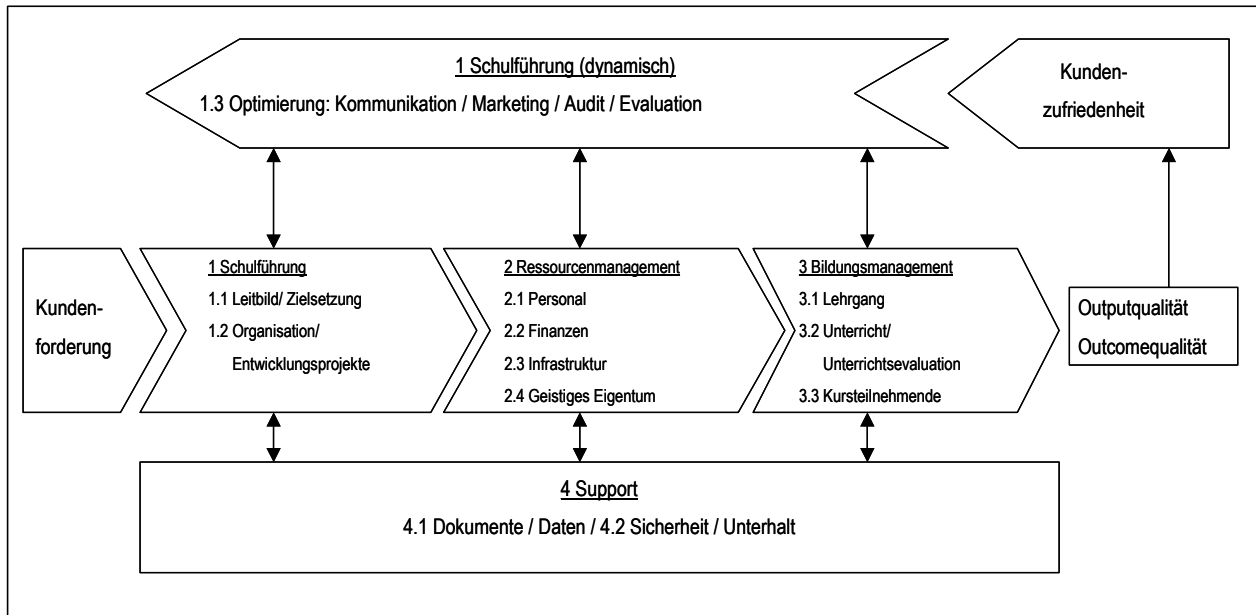 1 Schulführung (dynamisch)
1.3 Optimierung: Kommunikation / Marketing / Audit / Evaluation
Kunden-
zufriedenheit
Kunden-
forderung
1 Schulführung
1.1 Leitbild/ Zielsetzung
1.2 Organisation/
Entwicklungsprojekte
2 Ressourcenmanagement
2.1 Personal
2.2 Finanzen
2.3 Infrastruktur
2.4 Geistiges Eigentum
3 Bildungsmanagement
3.1 Lehrgang
3.2 Unterricht/
Unterrichtsevaluation
3.3 Kursteilnehmende
Outputqualität
Outcomequalität
4 Support
4.1 Dokumente / Daten / 4.2 Sicherheit / Unterhalt